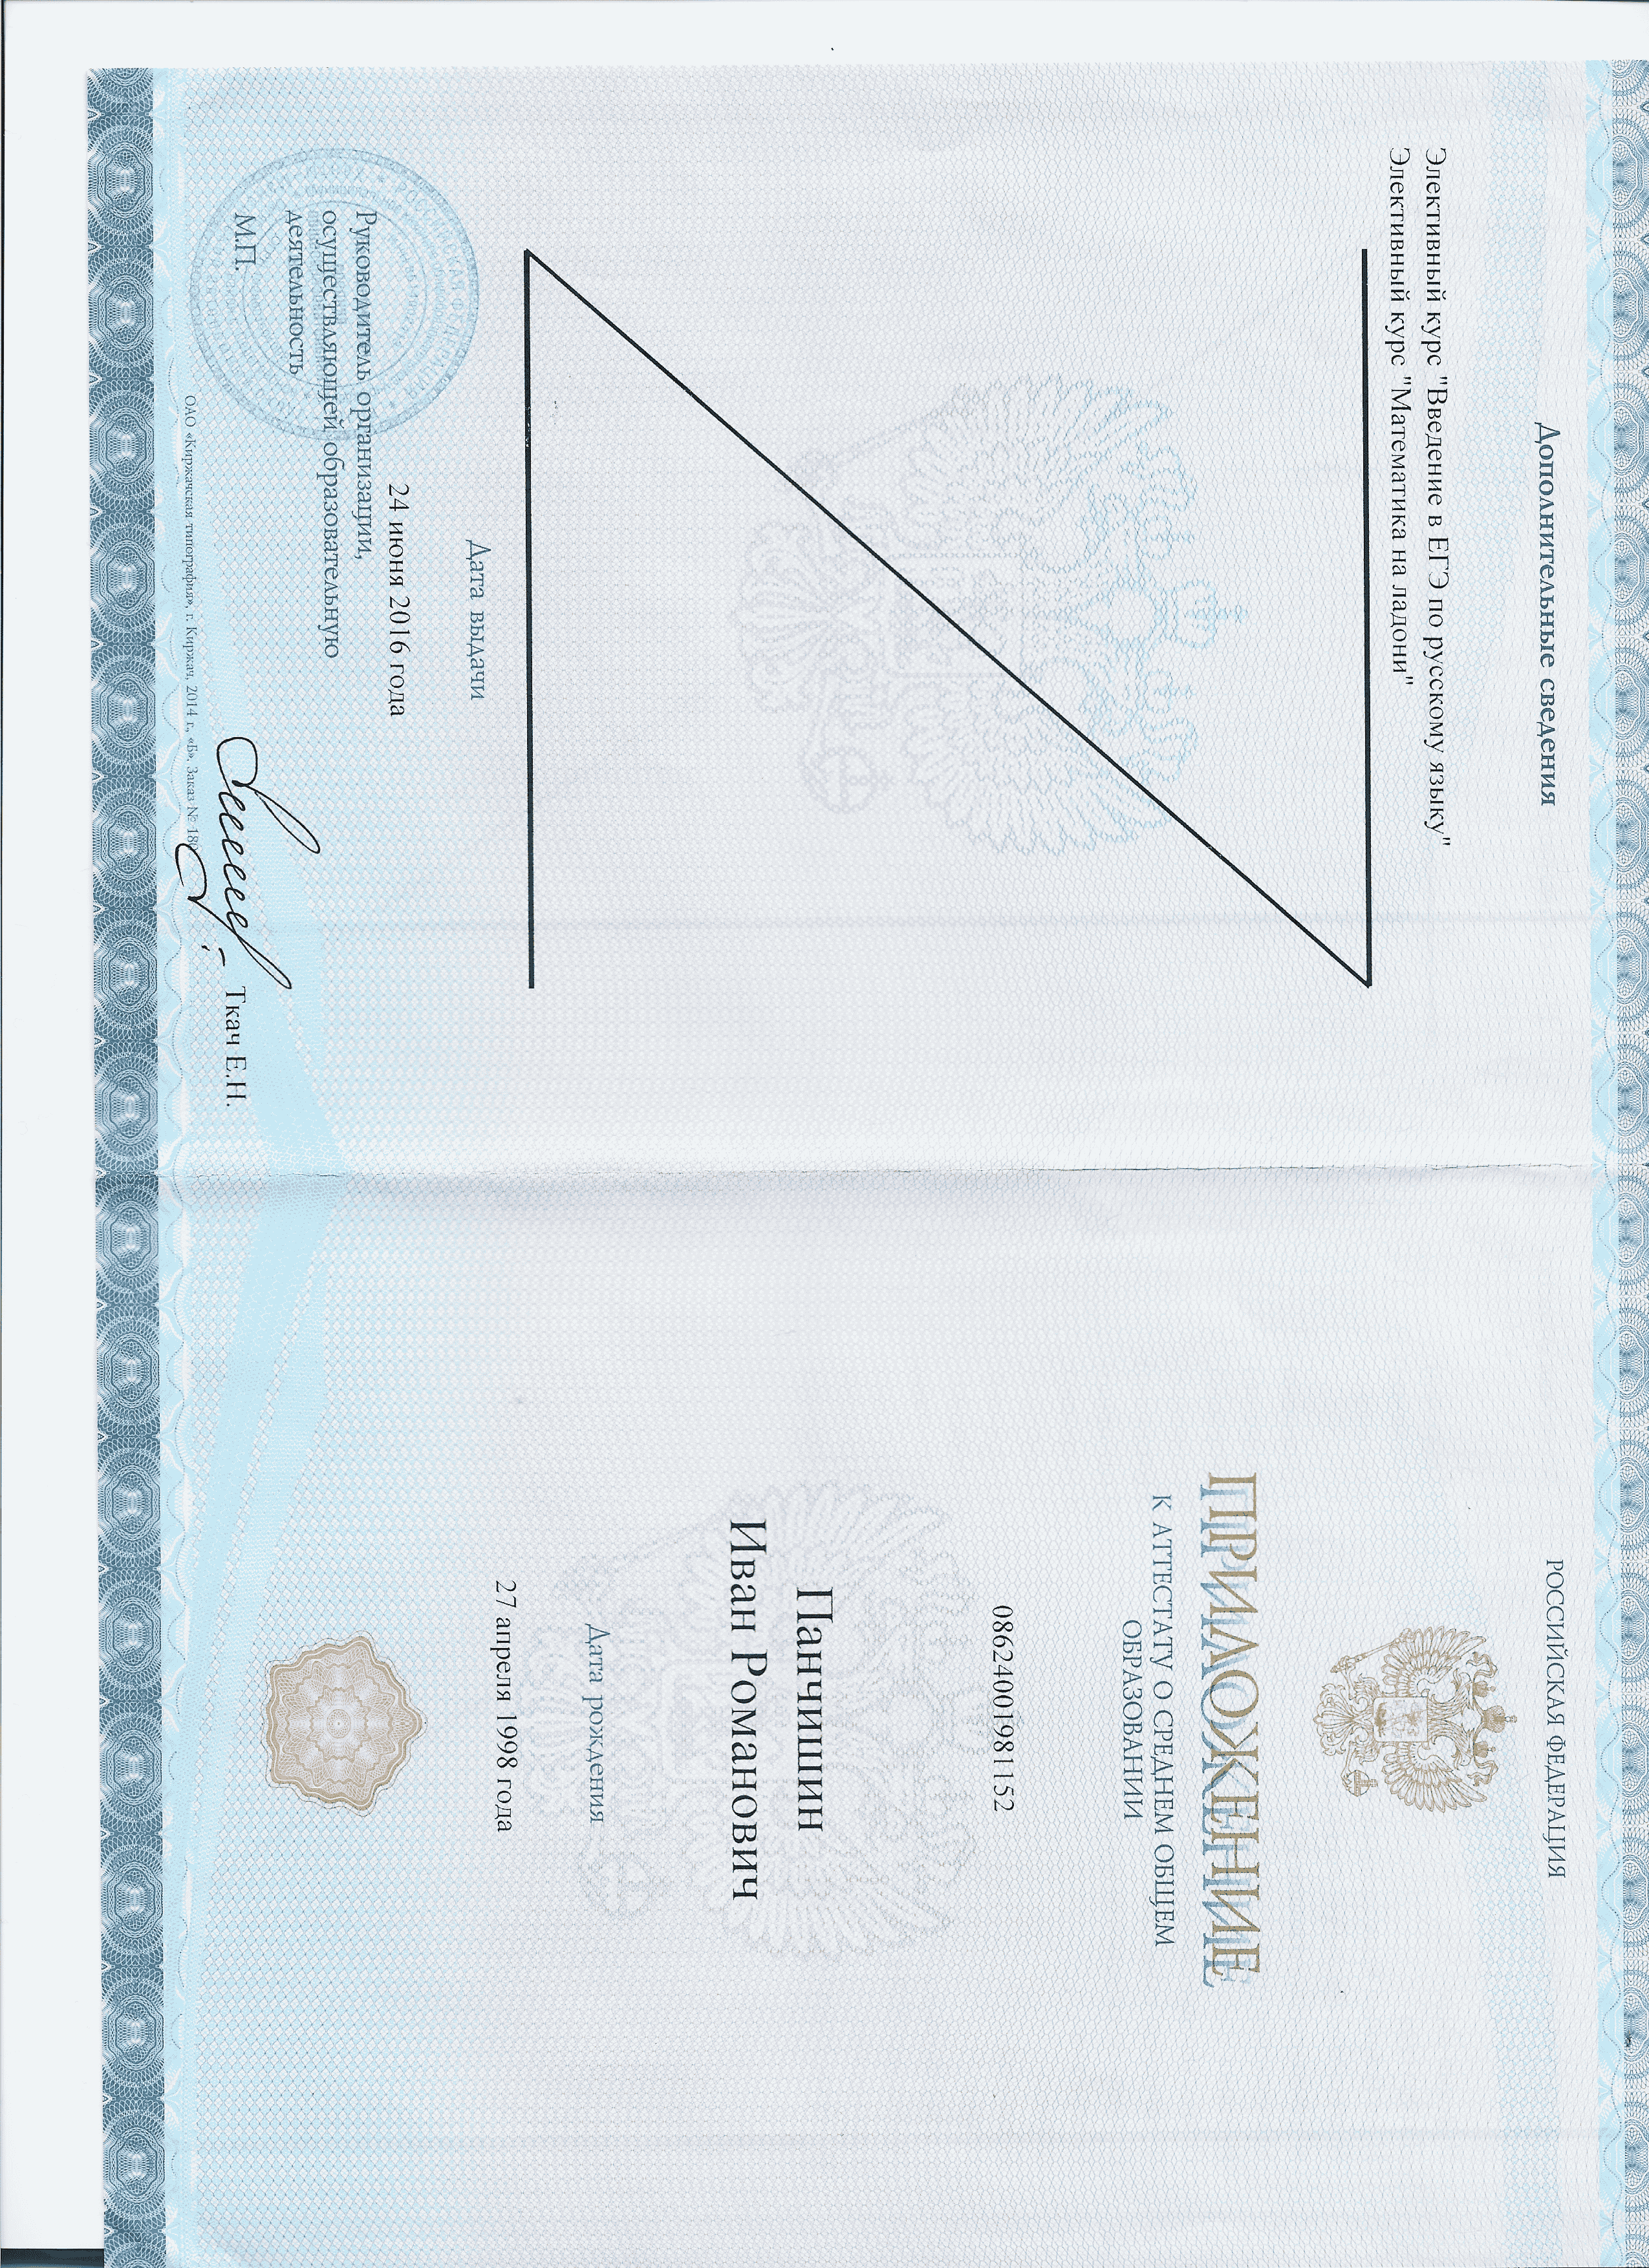 Дополнительные сведения
Элективный курс "Введение в ЕГЭ по русскому языку"
Элективный курс "Математика на ладони"
Дата выдачи
24 июня 2016 года
Руководитель организации,
осуществляющей образовательную
деятельность
М.П.
Ткач Е.Н.
ОАО «Киржачская типография», г. Киржач, 2014 г., «Б», Заказ №
РОССИЙСКАЯ ФЕДЕРАЦИЯ
ПРИЛОЖЕНИЕ
К АТТЕСТАТУ О СРЕДНЕМ ОБЩЕМ
ОБРАЗОВАНИИ
08624001981152
Панчишин
Иван Романович
Дата рождения
27 апреля 1998 года